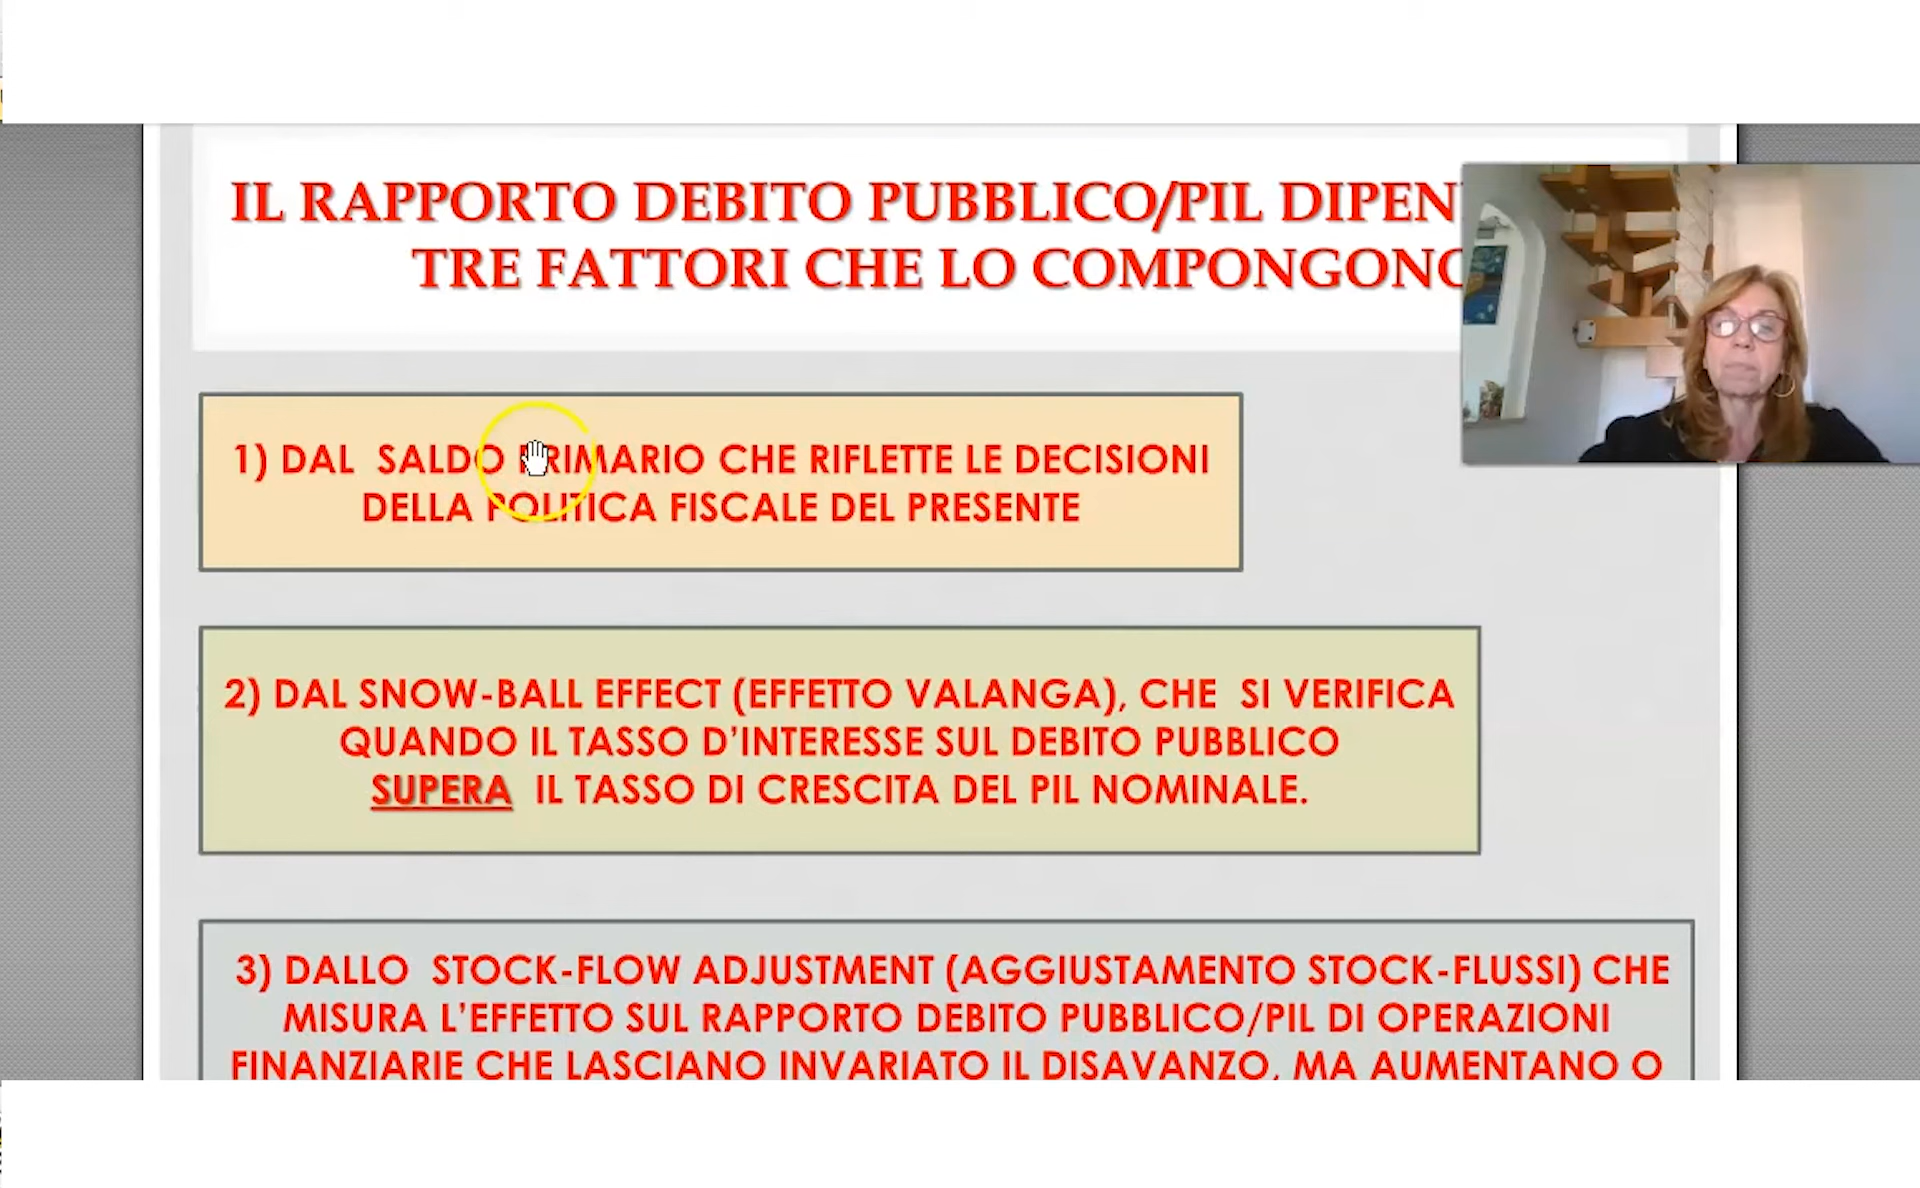 IL RAPPORTO DEBITO PUBBLICO/PIL
TRE FATTORI CHE LO COMPONGONO
1) DAL SALDO PRIMARIO CHE RIFLETTE LE DECISIONI
DELLA POLITICA FISCALE DEL PRESENTE
2) DAL SNOW-BALL EFFECT (EFFETTO VALANGA), CHE SI VERIFICA
QUANDO IL TASSO D'INTERESSE SUL DEBITO PUBBLICO
SUPERA IL TASSO DI CRESCITA DEL PIL NOMINALE.
3) DALLO STOCK-FLOW ADJUSTMENT (AGGIUSTAMENTO STOCK-FLUSSI) CHE
MISURA L'EFFETTO SUL RAPPORTO DEBITO PUBBLICO/PIL DI OPERAZIONI
FINANZIARIE CHE LASCIANO INVARIATO IL DISAVANZO, MA AUMENTANO O